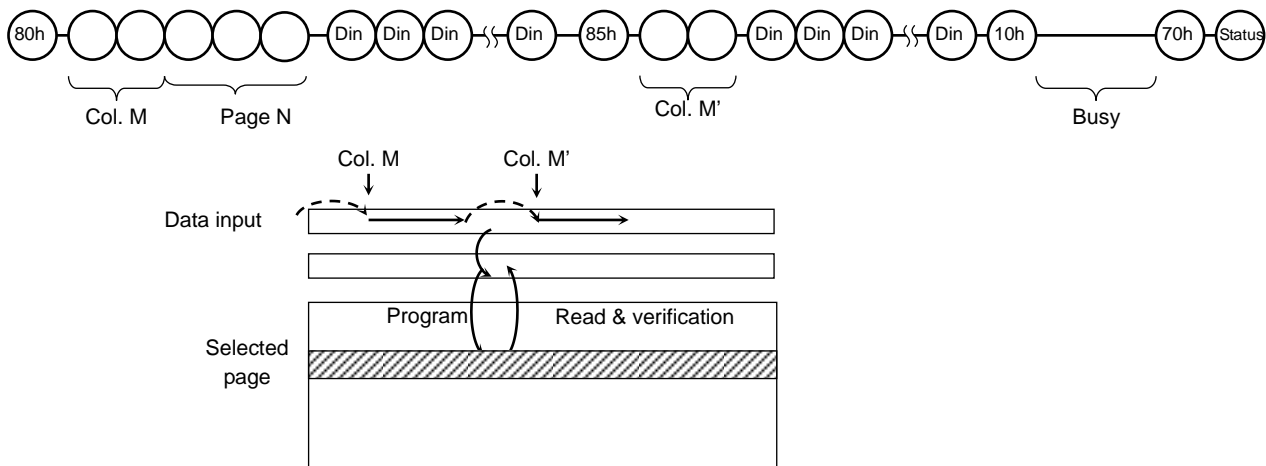 80h Din Din Din Din 85h Din Din Din Din 10h 70h Status
Col. M Page N Col. M’ Busy
Col. M Col. M’
Data input
Program Read & verification
Selected
page